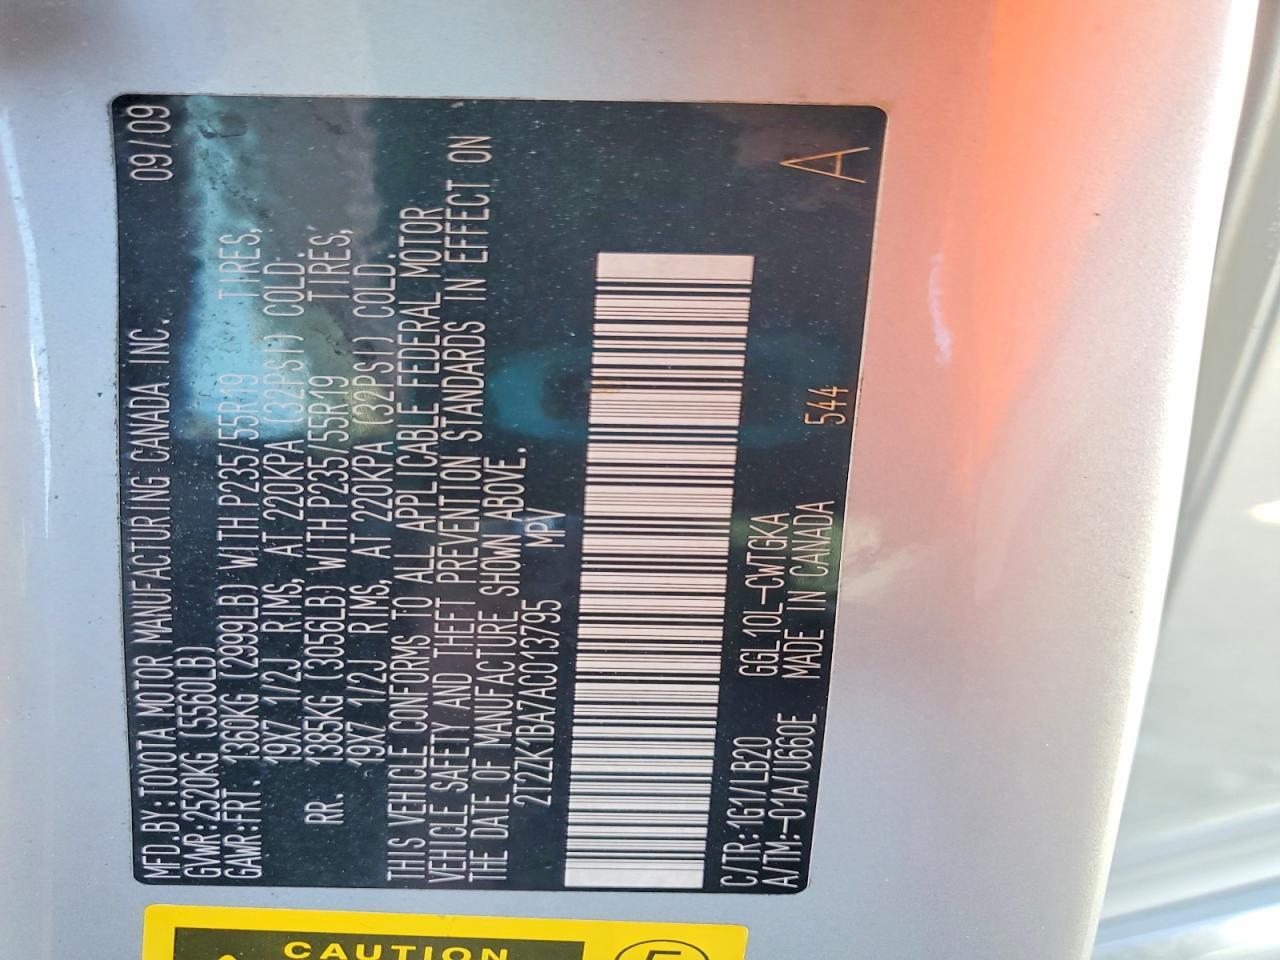 MFD.BY:TOYOTA MOTOR MANUFACTURING CANADA INC. 09/09
GVWR:2520KG (5560LB)
GAWR:FRT. 1360KG (2999LB) WITH P235/55R19 TIRES,
19X7 1/2J RIMS, AT 220KPA (32PSI) COLD.
RR. 1385KG (3056LB) WITH P235/55R19 TIRES,
19X7 1/2J RIMS, AT 220KPA (32PSI) COLD.
THIS VEHICLE CONFORMS TO ALL APPLICABLE FEDERAL MOTOR
VEHICLE SAFETY AND THEFT PREVENTION STANDARDS IN EFFECT ON
THE DATE OF MANUFACTURE SHOWN ABOVE.
2T2ZK1BA7AC013795 MPV
C/TR:1G1/LB20 GGL10L-CWTGKA
A/TM:-01A/U660E MADE IN CANADA 544 A
CAUTION